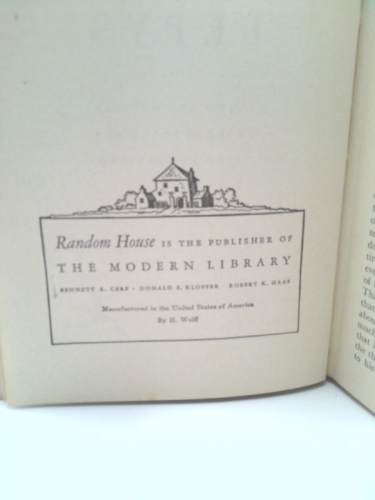 Random House IS THE PUBLISHER OF
THE MODERN LIBRARY
BENNETT A. CERF · DONALD S. KLOPFER · ROBERT K. HAAS
Manufactured in the United States of America
By H. Wolff